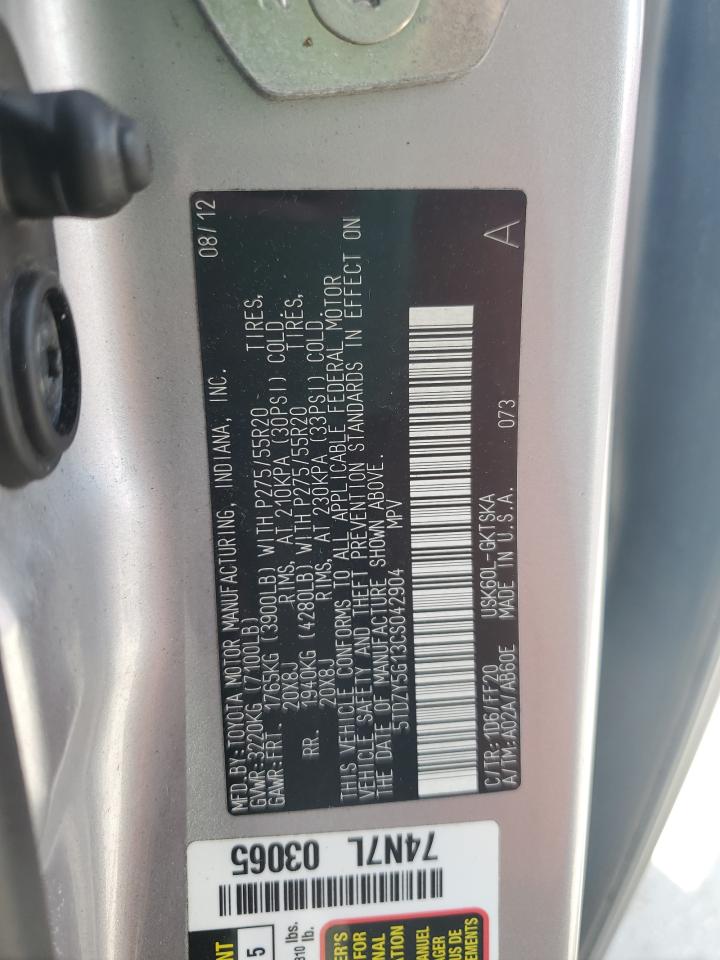 MFD.BY:TOYOTA MOTOR MANUFACTURING, INDIANA, INC. 08/12
GVWR:3220KG(7100LB)
GAWR:FRT. 1765KG (3900LB) WITH P275/55R20 TIRES,
20X8J RIMS, AT 210KPA (30PSI) COLD.
RR. 1940KG (4280LB) WITH P275/55R20 TIRES,
20X8J RIMS, AT 230KPA (33PSI) COLD.
THIS VEHICLE CONFORMS TO ALL APPLICABLE FEDERAL MOTOR
VEHICLE SAFETY AND THEFT PREVENTION STANDARDS IN EFFECT ON
THE DATE OF MANUFACTURE SHOWN ABOVE.
5TDZY5G13CS042904 MPV
C/TR:1D6/FF20 USK60L-GKTSKA 073 A
A/TM:A02A/AB60E MADE IN U.S.A.
74N7L 03065
5
lbs.
lb.
MANUEL